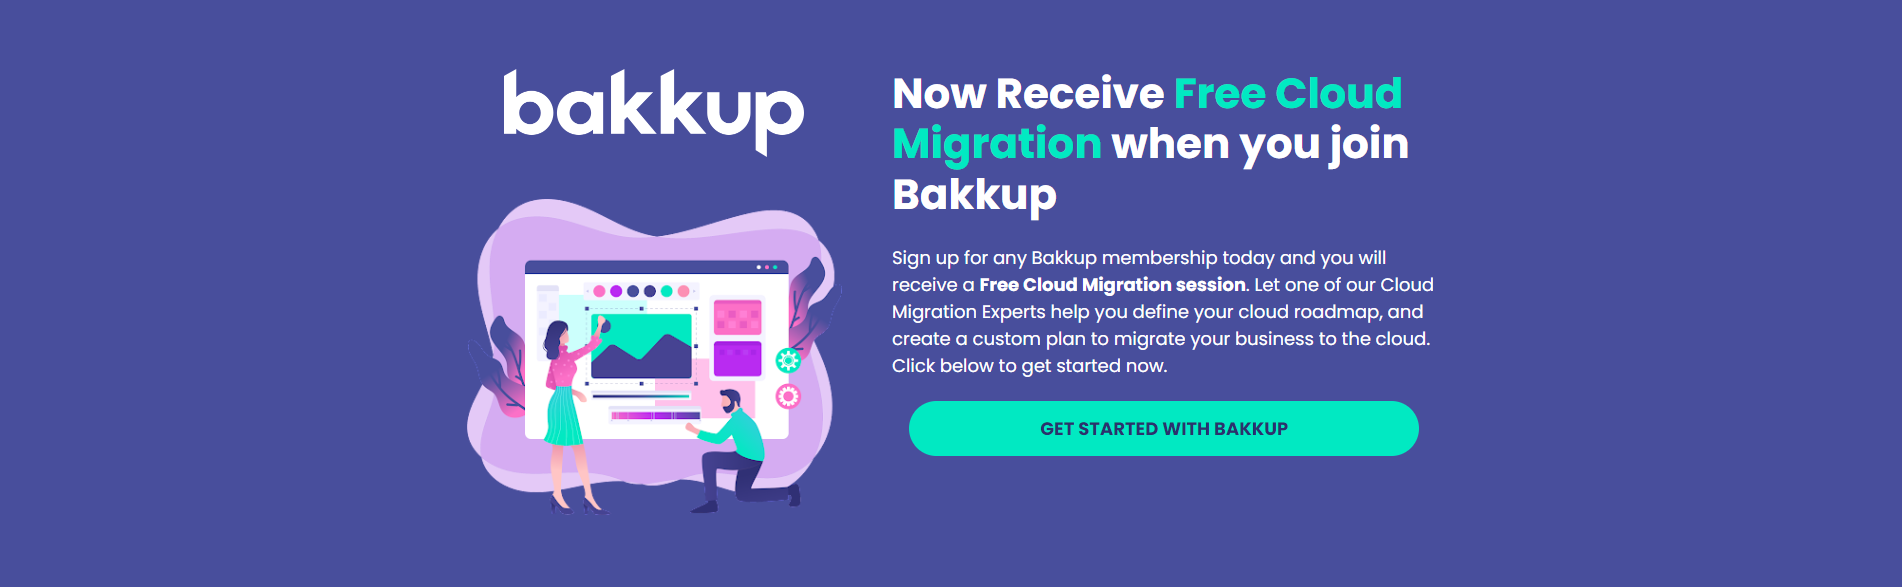 bakkup
Now Receive Free Cloud
Migration when you join
Bakkup
Sign up for any Bakkup membership today and you will
receive a Free Cloud Migration session. Let one of our Cloud
Migration Experts help you define your cloud roadmap, and
create a custom plan to migrate your business to the cloud.
Click below to get started now.
GET STARTED WITH BAKKUP